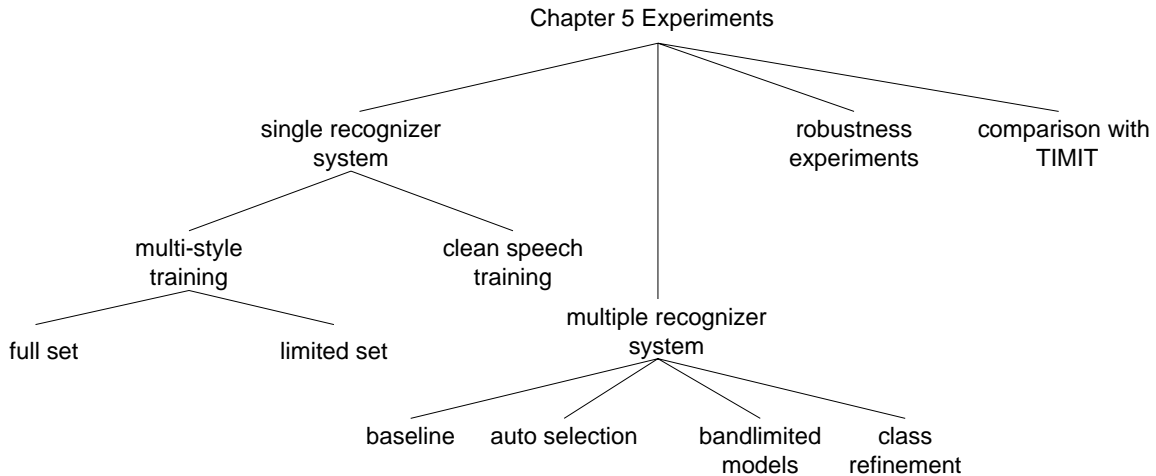 Chapter 5 Experiments
single recognizer
system
robustness
experiments
comparison with
TIMIT
multi-style
training
clean speech
training
multiple recognizer
system
full set
limited set
baseline
auto selection
bandlimited
models
class
refinement